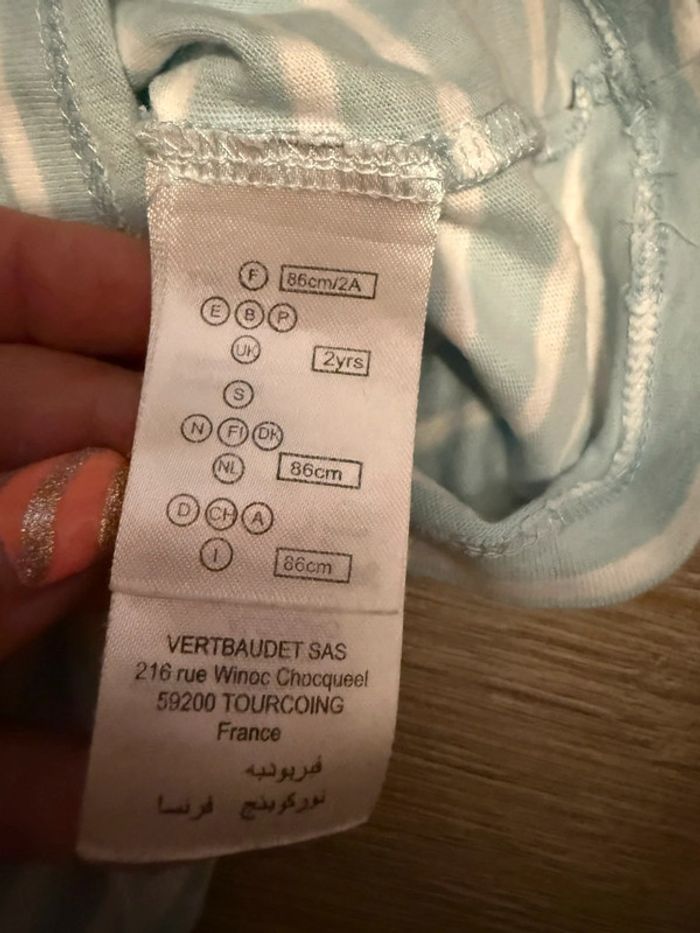 F 86cm/2A
E B P
UK 2yrs
S
N FI DK
NL 86cm
D CH A
I 86cm
VERTBAUDET SAS
216 rue Winoc Chocqueel
59200 TOURCOING
France
فيربوديه
توركوينج فرنسا